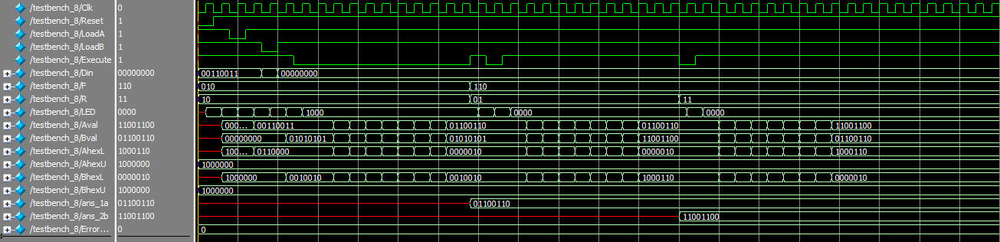 /testbench_8/Clk 0
/testbench_8/Reset 1
/testbench_8/LoadA 1
/testbench_8/LoadB 1
/testbench_8/Execute 1
/testbench_8/Din 00000000 00110011 00000000
/testbench_8/F 110 010 110
/testbench_8/R 11 10 01 11
/testbench_8/LED 0000 1000 0000 0000
/testbench_8/Aval 11001100 000... 00110011 01100110 01100110 11001100
/testbench_8/Bval 01100110 00000000 01010101 01010101 11001100 01100110
/testbench_8/AhexL 1000110 100... 0110000 0000010 0000010 1000110
/testbench_8/AhexU 1000000 1000000
/testbench_8/BhexL 0000010 1000000 0010010 0010010 1000110 0000010
/testbench_8/BhexU 1000000 1000000
/testbench_8/ans_1a 01100110 01100110
/testbench_8/ans_2b 11001100 11001100
/testbench_8/Error... 0 0